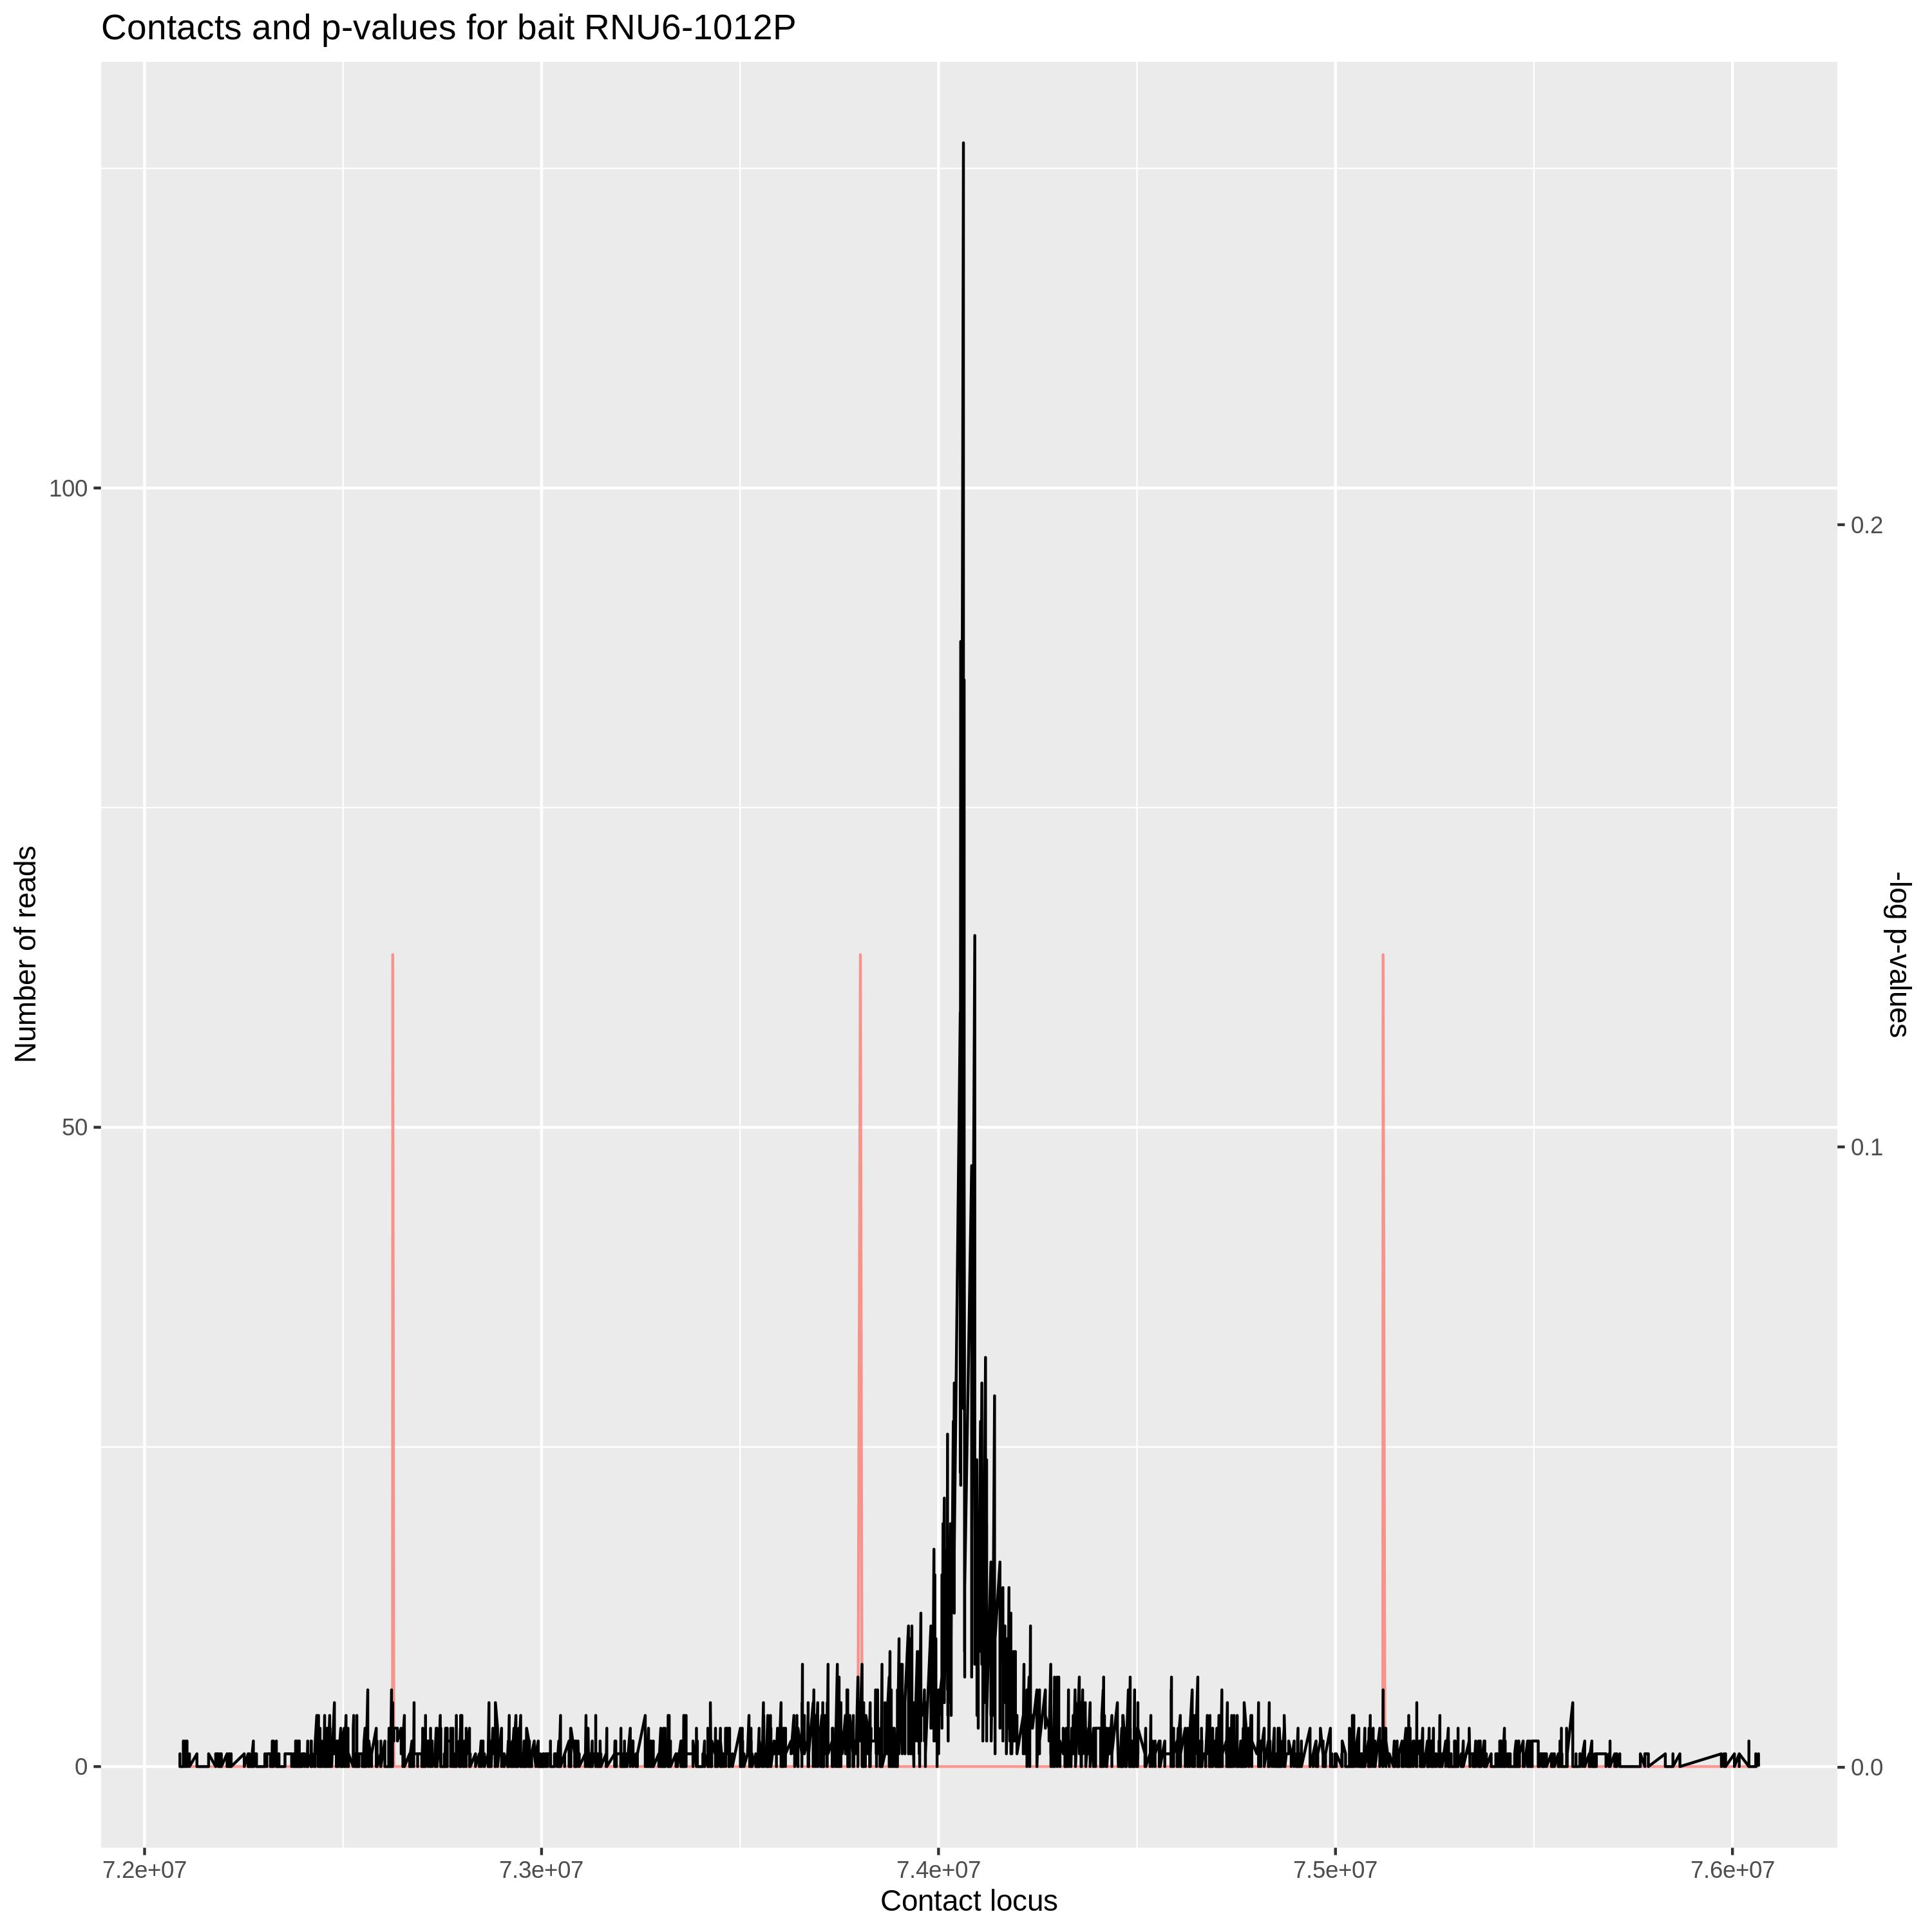 Contacts and p-values for bait RNU6-1012P
100
50
0
Number of reads
0.2
0.1
0.0
-log p-values
7.2e+07 7.3e+07 7.4e+07 7.5e+07 7.6e+07
Contact locus